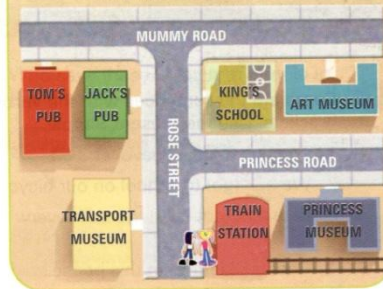 MUMMY ROAD
TOM'S
PUB
JACK'S
PUB
KING'S
SCHOOL
ART MUSEUM
ROSE STREET
PRINCESS ROAD
TRANSPORT
MUSEUM
TRAIN
STATION
PRINCESS
MUSEUM